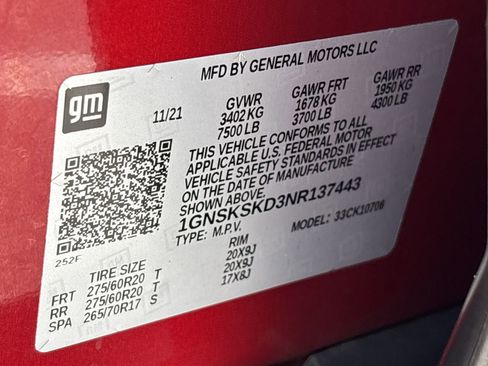 MFD BY GENERAL MOTORS LLC
gm
11/21
GVWR GAWR FRT GAWR RR
3402 KG 1678 KG 1950 KG
7500 LB 3700 LB 4300 LB
THIS VEHICLE CONFORMS TO ALL
APPLICABLE U.S. FEDERAL MOTOR
VEHICLE SAFETY STANDARDS IN EFFECT
ON THE DATE OF MANUFACTURE
SHOWN ABOVE.
1GNSKSKD3NR137443
TYPE: M.P.V. MODEL: 33CK10706
252F
TIRE SIZE RIM
FRT 275/60R20 T 20X9J
RR 275/60R20 T 20X9J
SPA 265/70R17 S 17X8J